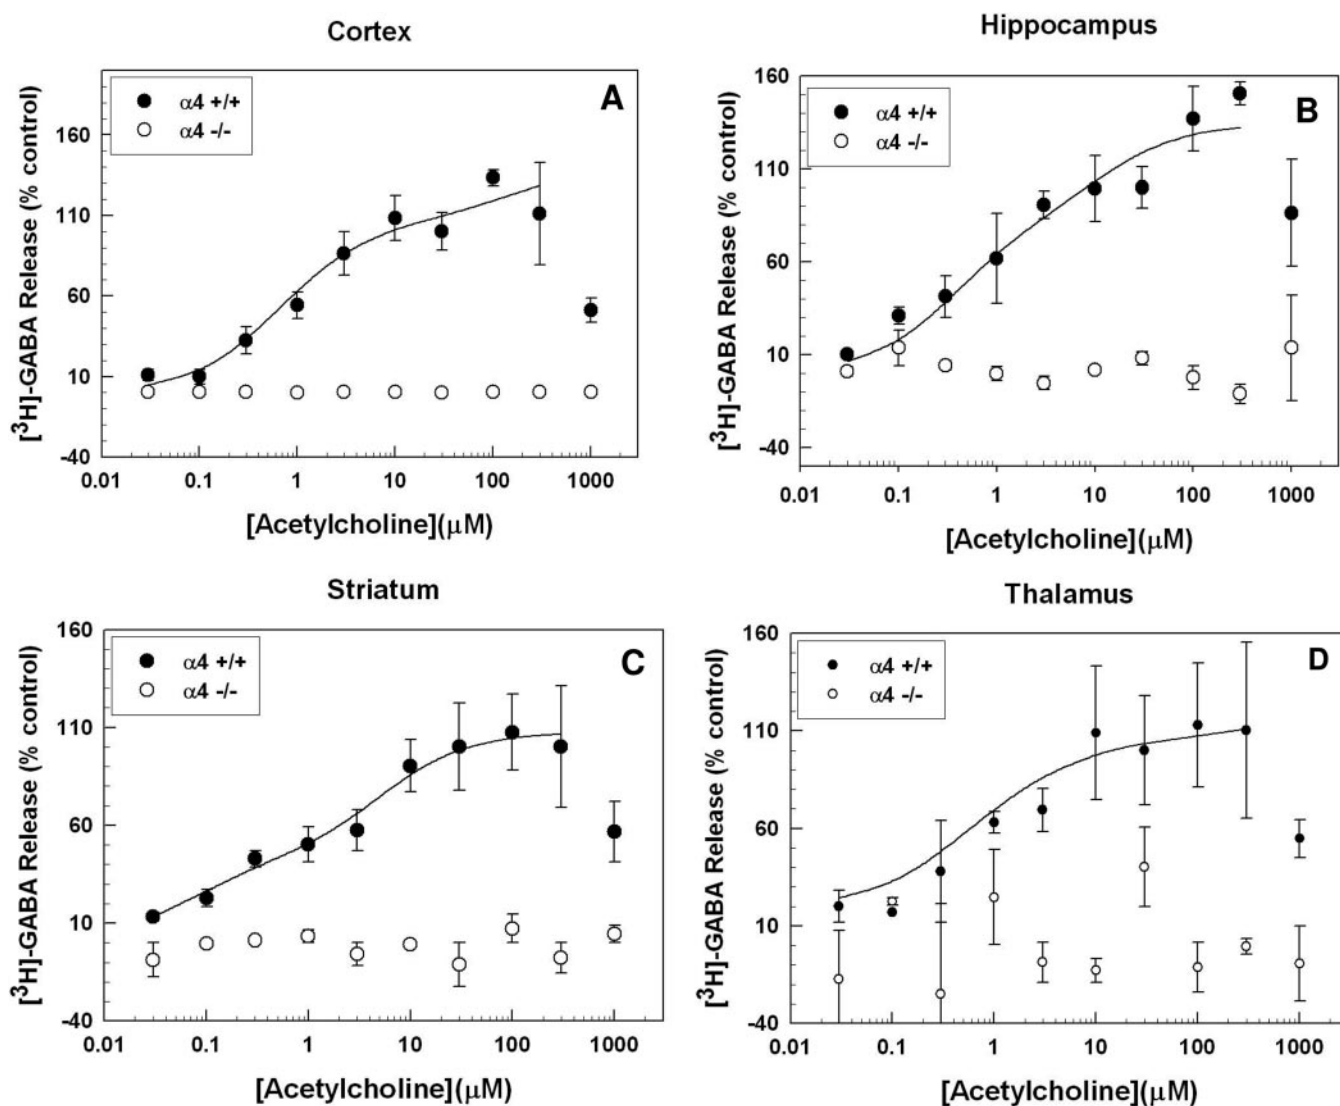 Cortex
A
α4 +/+
α4 -/-
160
110
60
10
-40
[³H]-GABA Release (% control)
0.01 0.1 1 10 100 1000
[Acetylcholine](μM)
Hippocampus
B
α4 +/+
α4 -/-
160
110
60
10
-40
[³H]-GABA Release (% control)
0.01 0.1 1 10 100 1000
[Acetylcholine](μM)
Striatum
C
α4 +/+
α4 -/-
160
110
60
10
-40
[³H]-GABA Release (% control)
0.01 0.1 1 10 100 1000
[Acetylcholine](μM)
Thalamus
D
α4 +/+
α4 -/-
160
110
60
10
-40
[³H]-GABA Release (% control)
0.01 0.1 1 10 100 1000
[Acetylcholine](μM)